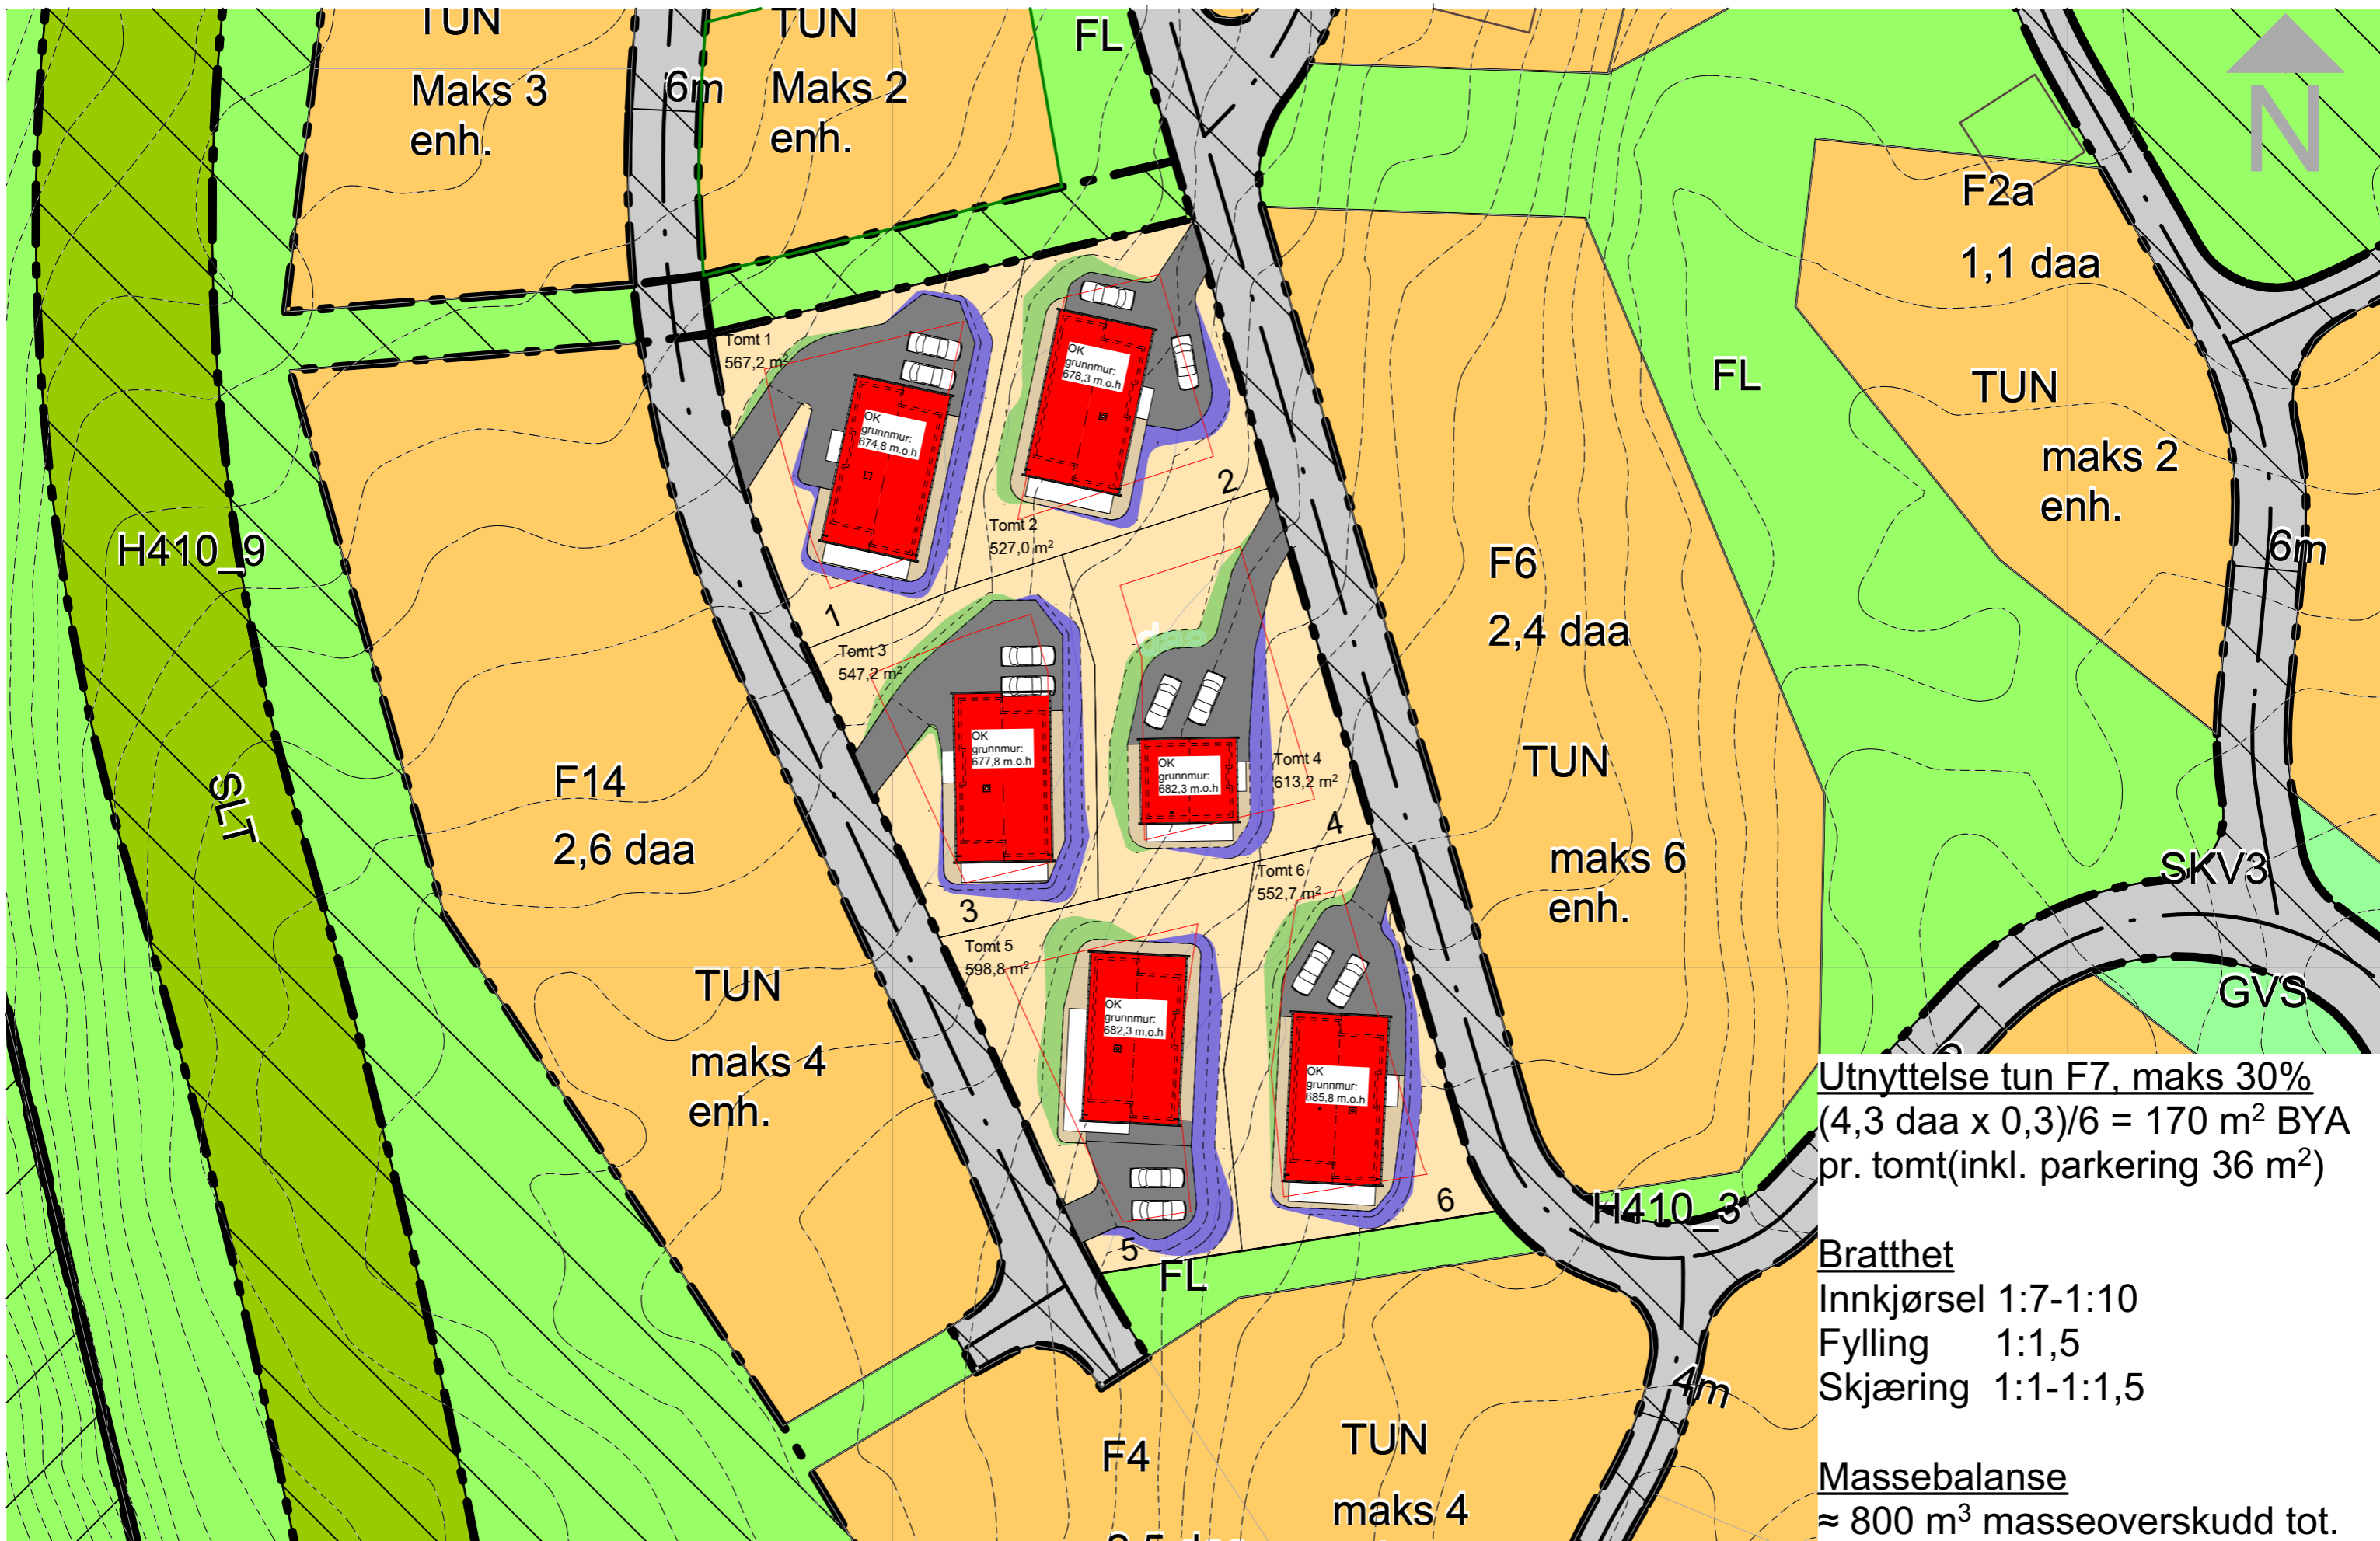 TUN
Maks 3
enh.
6m
TUN
Maks 2
enh.
FL
N
F2a
1,1 daa
TUN
maks 2
enh.
6m
FL
Tomt 1
567,2 m²
OK
grunnmur:
674,8 m.o.h
1
OK
grunnmur:
678,3 m.o.h
Tomt 2
527,0 m²
2
H410_9
SLT
F14
2,6 daa
TUN
maks 4
enh.
Tomt 3
547,2 m²
OK
grunnmur:
677,8 m.o.h
3
daa
OK
grunnmur:
682,3 m.o.h
Tomt 4
613,2 m²
4
F6
2,4 daa
TUN
maks 6
enh.
SKV3
GVS
Tomt 5
598,8 m²
OK
grunnmur:
682,3 m.o.h
5
Tomt 6
552,7 m²
OK
grunnmur:
685,8 m.o.h
6
FL
H410_3
4m
F4
TUN
maks 4
Utnyttelse tun F7, maks 30%
(4,3 daa x 0,3)/6 = 170 m² BYA
pr. tomt(inkl. parkering 36 m²)
Bratthet
Innkjørsel 1:7-1:10
Fylling 1:1,5
Skjæring 1:1-1:1,5
Massebalanse
≈ 800 m³ masseoverskudd tot.